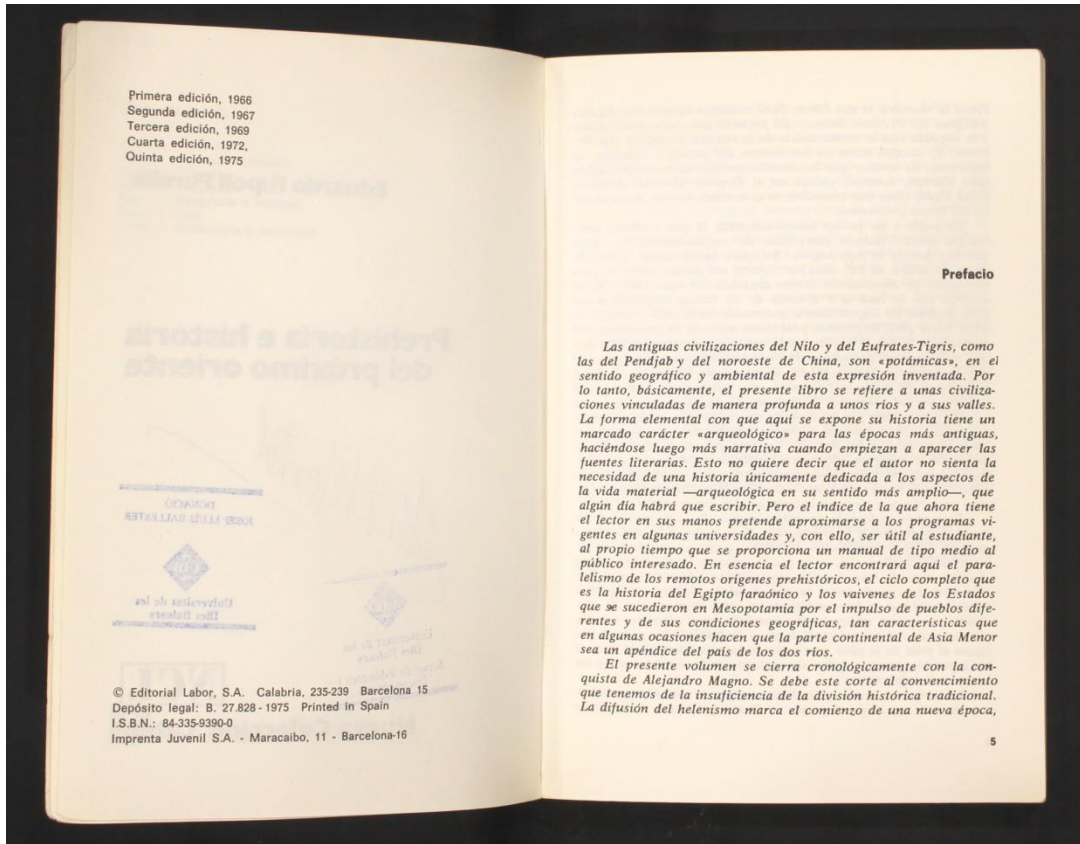 Primera edición, 1966
Segunda edición, 1967
Tercera edición, 1969
Cuarta edición, 1972,
Quinta edición, 1975
© Editorial Labor, S.A. Calabria, 235-239 Barcelona 15
Depósito legal: B. 27.828 - 1975 Printed in Spain
I.S.B.N.: 84-335-9390-0
Imprenta Juvenil S.A. - Maracaibo, 11 - Barcelona-16
Prefacio
Las antiguas civilizaciones del Nilo y del Eufrates-Tigris, como
las del Pendjab y del noroeste de China, son «potámicas», en el
sentido geográfico y ambiental de esta expresión inventada. Por
lo tanto, básicamente, el presente libro se refiere a unas civiliza-
ciones vinculadas de manera profunda a unos ríos y a sus valles.
La forma elemental con que aquí se expone su historia tiene un
marcado carácter «arqueológico» para las épocas más antiguas,
haciéndose luego más narrativa cuando empiezan a aparecer las
fuentes literarias. Esto no quiere decir que el autor no sienta la
necesidad de una historia únicamente dedicada a los aspectos de
la vida material —arqueológica en su sentido más amplio—, que
algún día habrá que escribir. Pero el índice de la que ahora tiene
el lector en sus manos pretende aproximarse a los programas vi-
gentes en algunas universidades y, con ello, ser útil al estudiante,
al propio tiempo que se proporciona un manual de tipo medio al
público interesado. En esencia el lector encontrará aquí el para-
lelismo de los remotos orígenes prehistóricos, el ciclo completo que
es la historia del Egipto faraónico y los vaivenes de los Estados
que se sucedieron en Mesopotamia por el impulso de pueblos dife-
rentes y de sus condiciones geográficas, tan características que
en algunas ocasiones hacen que la parte continental de Asia Menor
sea un apéndice del país de los dos ríos.
El presente volumen se cierra cronológicamente con la con-
quista de Alejandro Magno. Se debe este corte al convencimiento
que tenemos de la insuficiencia de la división histórica tradicional.
La difusión del helenismo marca el comienzo de una nueva época,
5